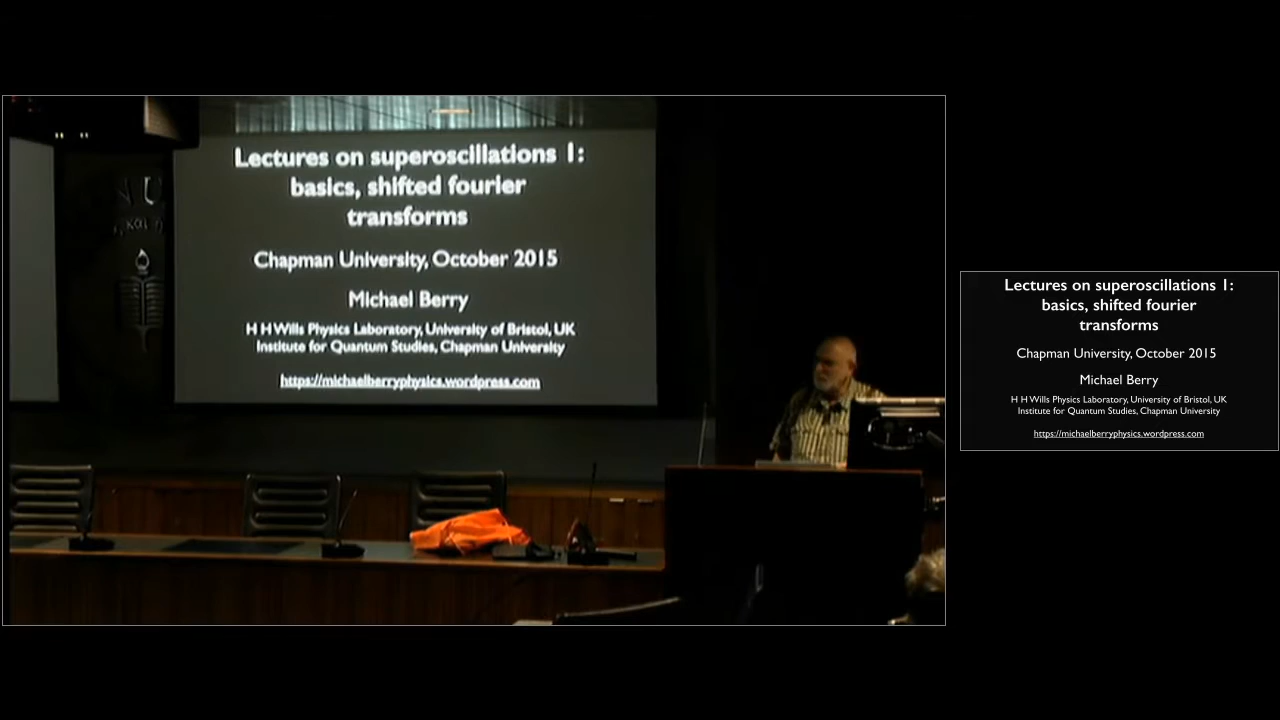 Lectures on superoscillations 1:
basics, shifted fourier
transforms
Chapman University, October 2015
Michael Berry
H H Wills Physics Laboratory, University of Bristol, UK
Institute for Quantum Studies, Chapman University
https://michaelberryphysics.wordpress.com
Lectures on superoscillations 1:
basics, shifted fourier
transforms
Chapman University, October 2015
Michael Berry
H H Wills Physics Laboratory, University of Bristol, UK
Institute for Quantum Studies, Chapman University
https://michaelberryphysics.wordpress.com